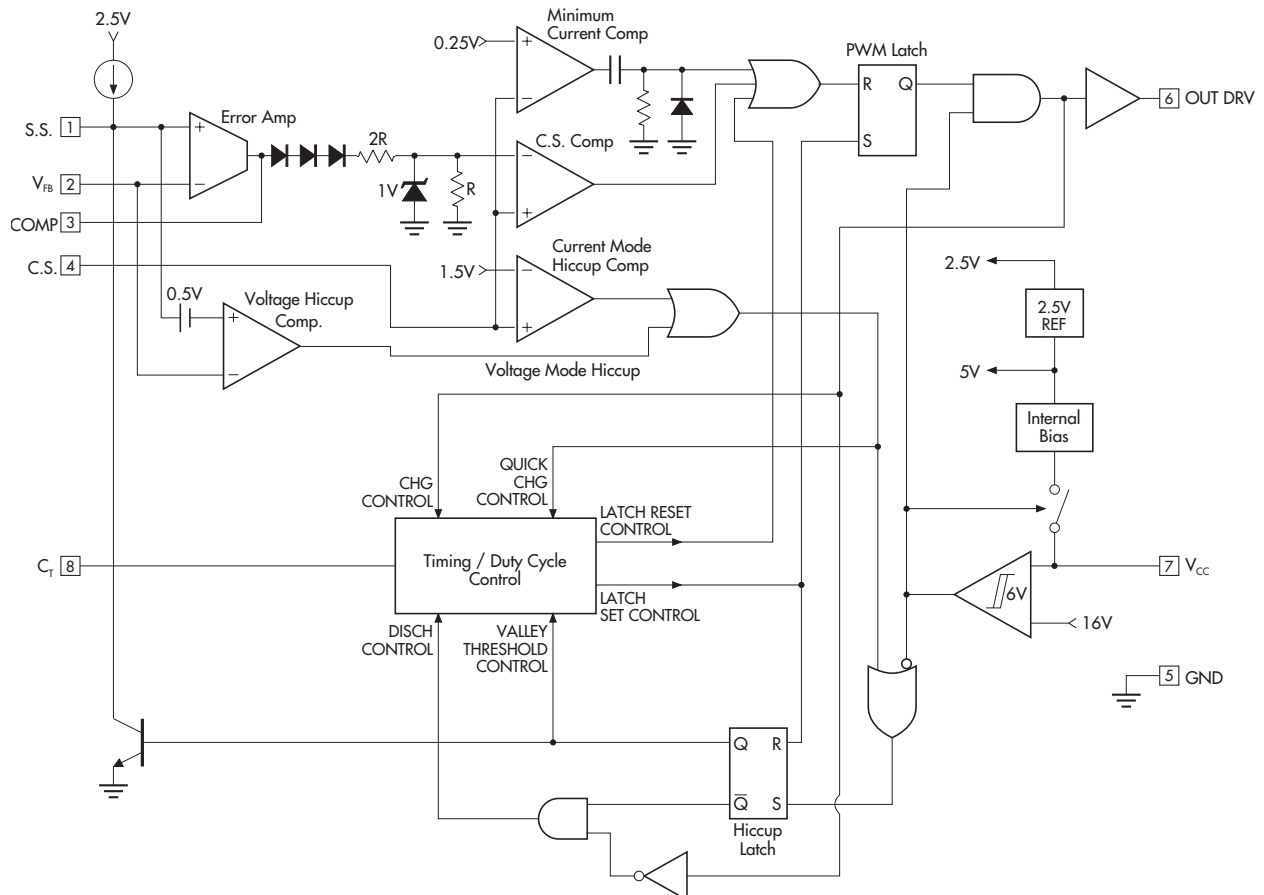 2.5V
Minimum
Current Comp
0.25V
PWM Latch
R
Q
S
6 OUT DRV
S.S. 1
Error Amp
2R
C.S. Comp
VFB 2
1V
R
COMP 3
C.S. 4
1.5V
Current Mode
Hiccup Comp
0.5V
Voltage Hiccup
Comp.
Voltage Mode Hiccup
2.5V
2.5V
REF
5V
Internal
Bias
CHG
CONTROL
QUICK
CHG
CONTROL
LATCH RESET
CONTROL
CT 8
Timing / Duty Cycle
Control
LATCH
SET CONTROL
7 VCC
6V
16V
DISCH
CONTROL
VALLEY
THRESHOLD
CONTROL
5 GND
Q R
Q̅ S
Hiccup
Latch